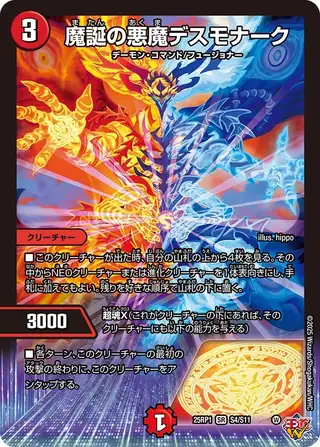 3
魔誕の悪魔デスモナーク
またん あくま
デーモン・コマンド/フュージョナー
illus. hippo
クリーチャー
■このクリーチャーが出た時、自分の山札の上から4枚を見る。その
中からNEOクリーチャーまたは進化クリーチャーを1体表向きにし、手
札に加えてもよい。残りを好きな順序で山札の下に置く。
超魂X(これがクリーチャーの下にあれば、その
クリーチャーにも以下の能力を与える)
■各ターン、このクリーチャーの最初の
攻撃の終わりに、このクリーチャーをア
ンタップする。
3000
©2025 Wizards/Shogakukan/WHC
1
25RP1 SR S4/S11 W